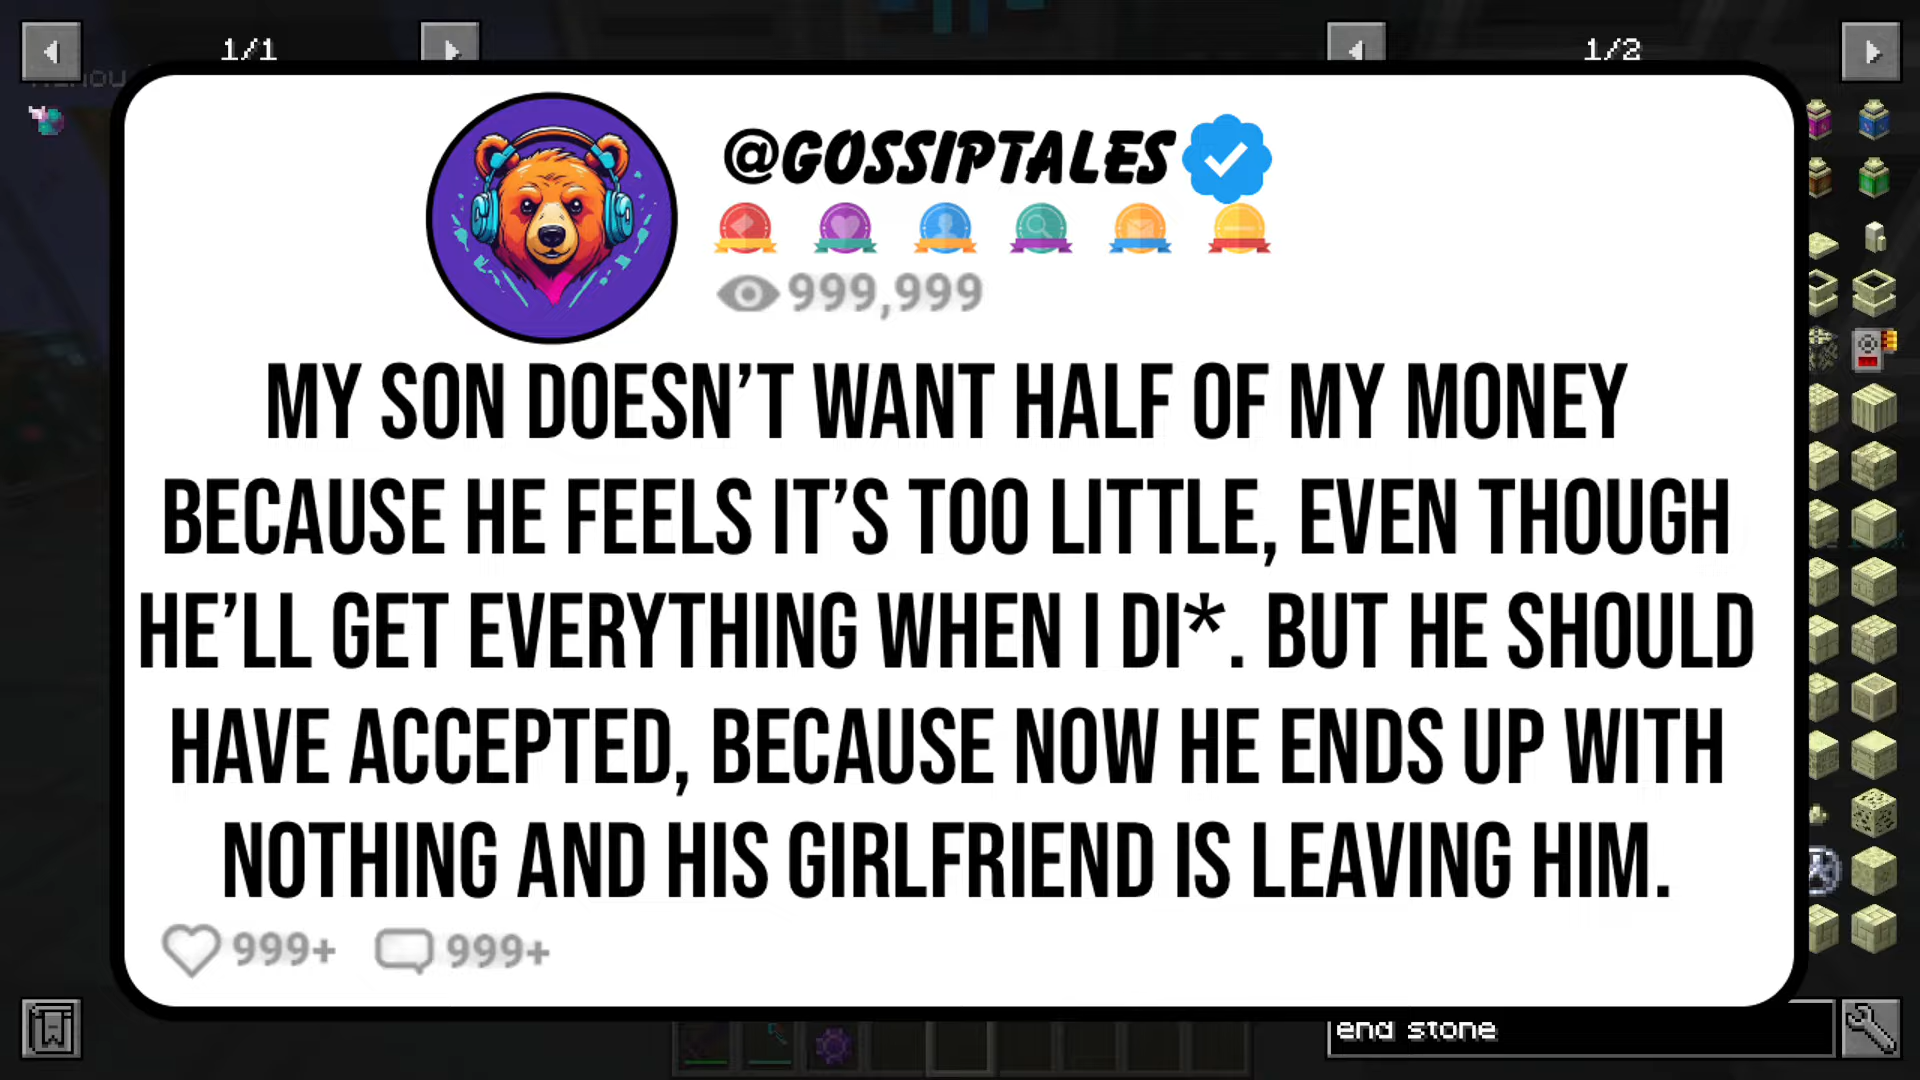 1/1
1/2
@GOSSIPTALES
999,999
MY SON DOESN'T WANT HALF OF MY MONEY
BECAUSE HE FEELS IT'S TOO LITTLE, EVEN THOUGH
HE'LL GET EVERYTHING WHEN I DI*. BUT HE SHOULD
HAVE ACCEPTED, BECAUSE NOW HE ENDS UP WITH
NOTHING AND HIS GIRLFRIEND IS LEAVING HIM.
999+ 999+
end stone